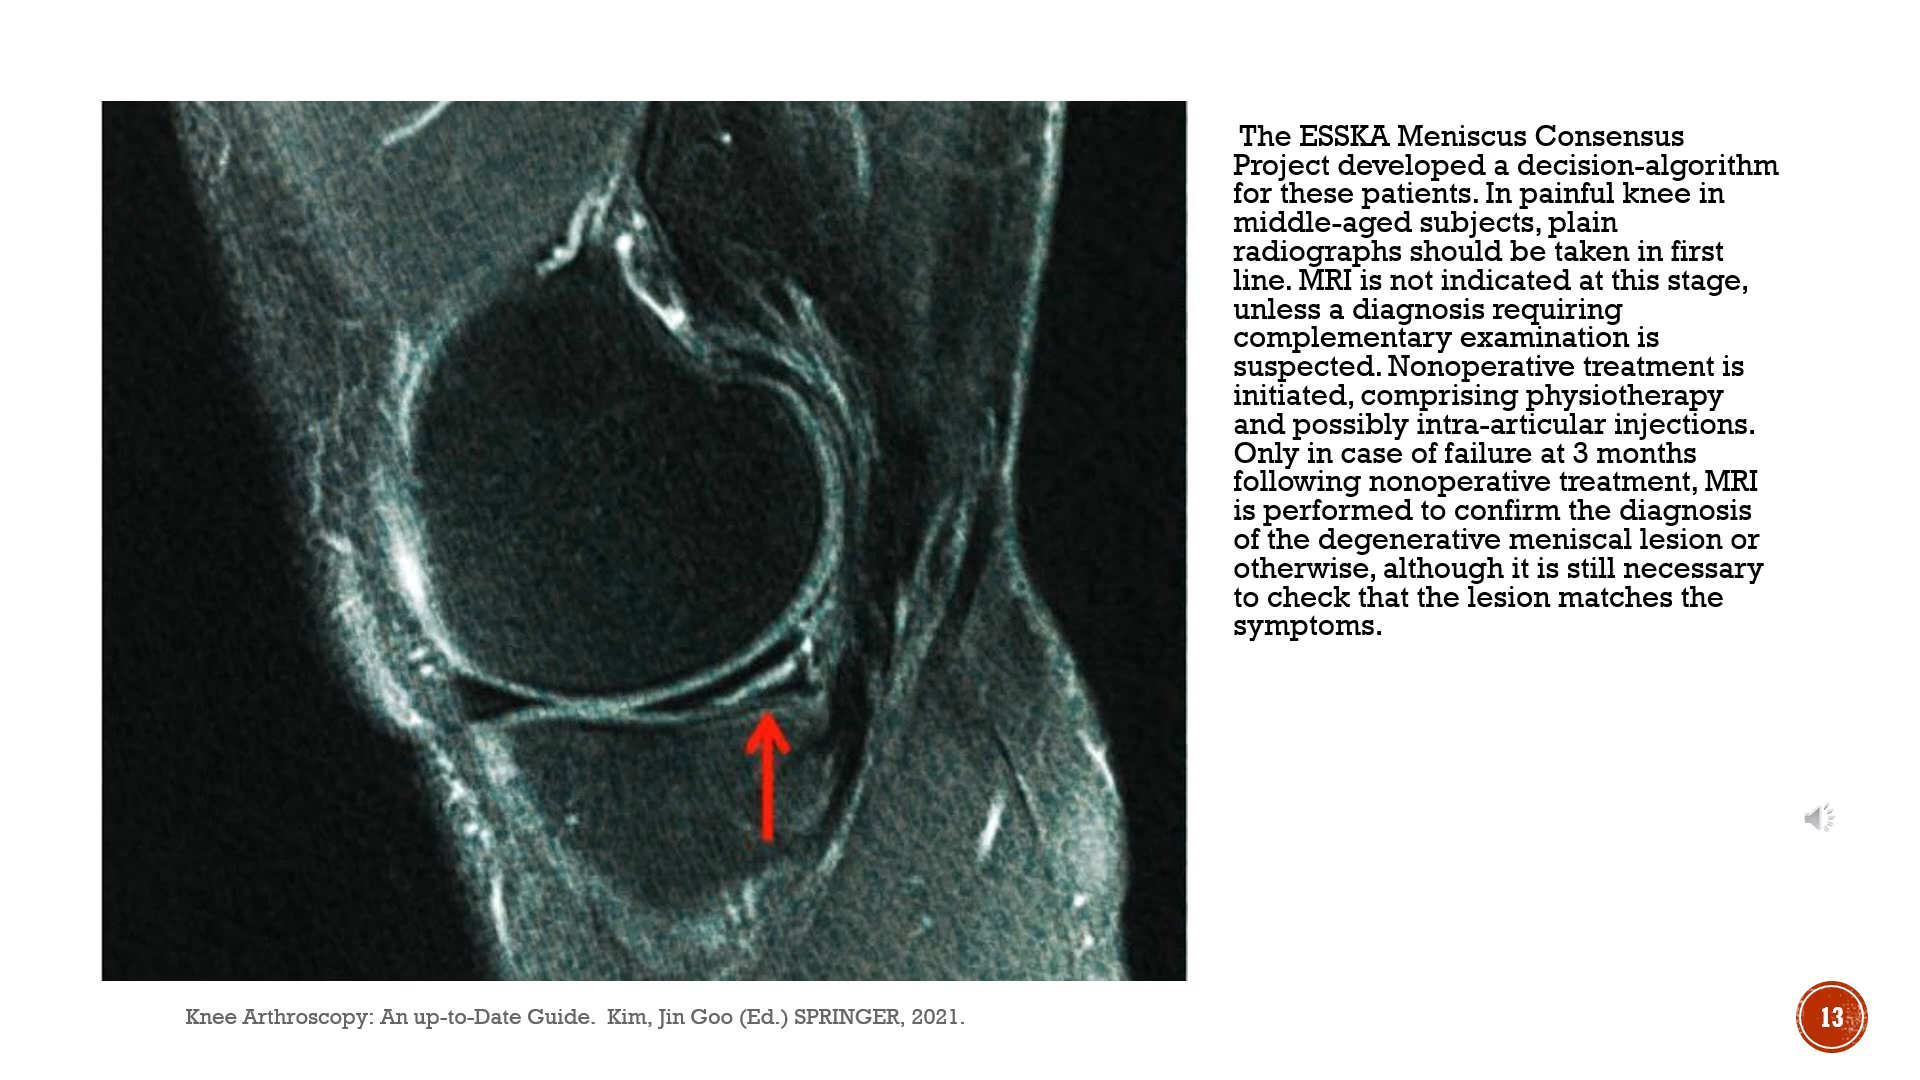 The ESSKA Meniscus Consensus
Project developed a decision-algorithm
for these patients. In painful knee in
middle-aged subjects, plain
radiographs should be taken in first
line. MRI is not indicated at this stage,
unless a diagnosis requiring
complementary examination is
suspected. Nonoperative treatment is
initiated, comprising physiotherapy
and possibly intra-articular injections.
Only in case of failure at 3 months
following nonoperative treatment, MRI
is performed to confirm the diagnosis
of the degenerative meniscal lesion or
otherwise, although it is still necessary
to check that the lesion matches the
symptoms.
Knee Arthroscopy: An up-to-Date Guide.  Kim, Jin Goo (Ed.) SPRINGER, 2021.
13